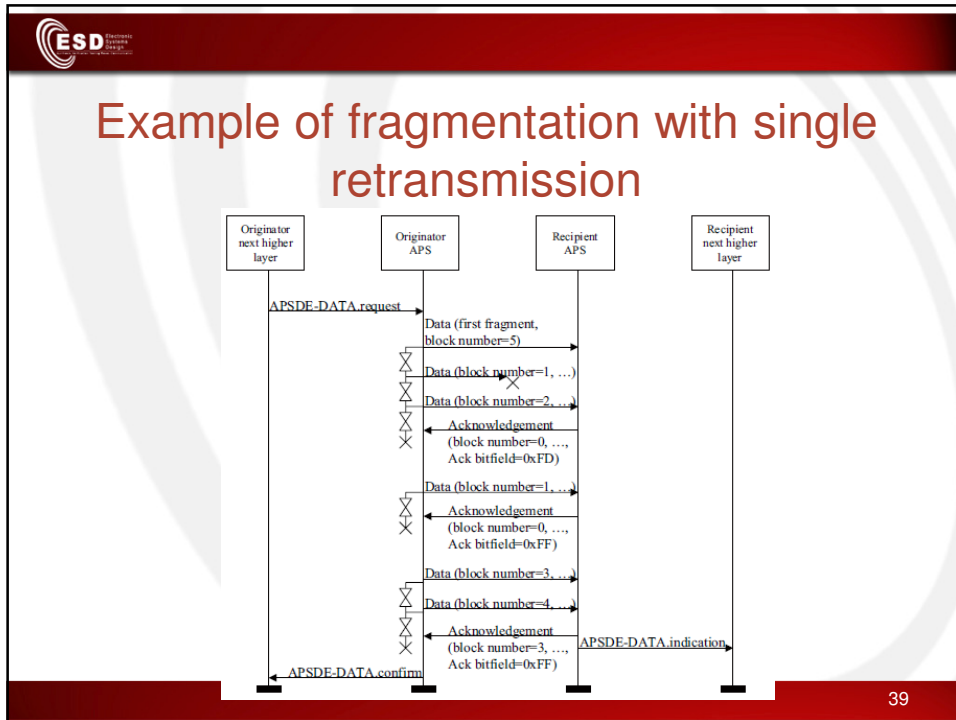 ESD Electronic
Systems
Design
Example of fragmentation with single
retransmission
Originator
next higher
layer
Originator
APS
Recipient
APS
Recipient
next higher
layer
APSDE-DATA.request
Data (first fragment,
block number=5)
Data (block number=1, …)
Data (block number=2, …)
Acknowledgement
(block number=0, …,
Ack bitfield=0xFD)
Data (block number=1, …)
Acknowledgement
(block number=0, …,
Ack bitfield=0xFF)
Data (block number=3, …)
Data (block number=4, …)
Acknowledgement
(block number=3, …,
Ack bitfield=0xFF)
APSDE-DATA.indication
APSDE-DATA.confirm
39